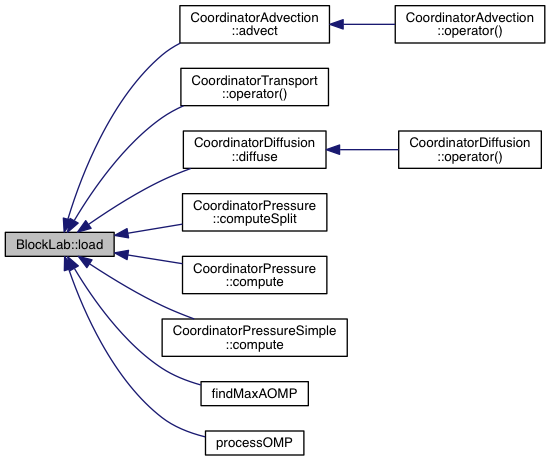 CoordinatorAdvection
::advect
CoordinatorAdvection
::operator()
CoordinatorTransport
::operator()
CoordinatorDiffusion
::diffuse
CoordinatorDiffusion
::operator()
CoordinatorPressure
::computeSplit
BlockLab::load
CoordinatorPressure
::compute
CoordinatorPressureSimple
::compute
findMaxAOMP
processOMP